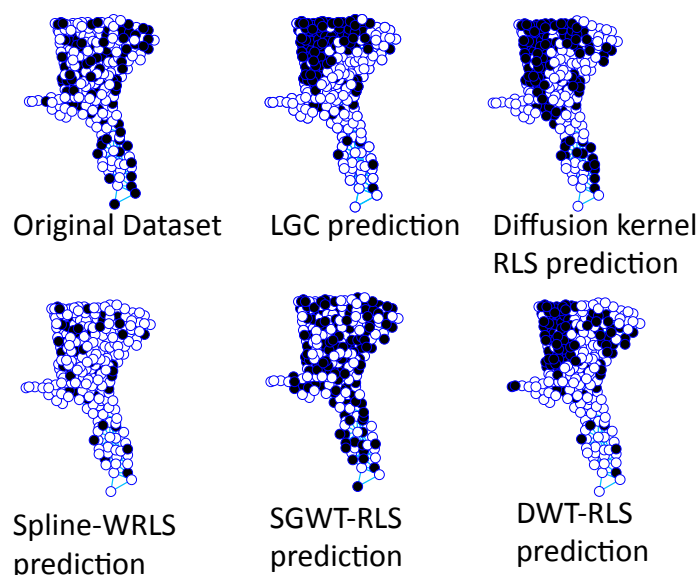 Original Dataset
LGC prediction
Diffusion kernel
RLS prediction
Spline-WRLS
prediction
SGWT-RLS
prediction
DWT-RLS
prediction